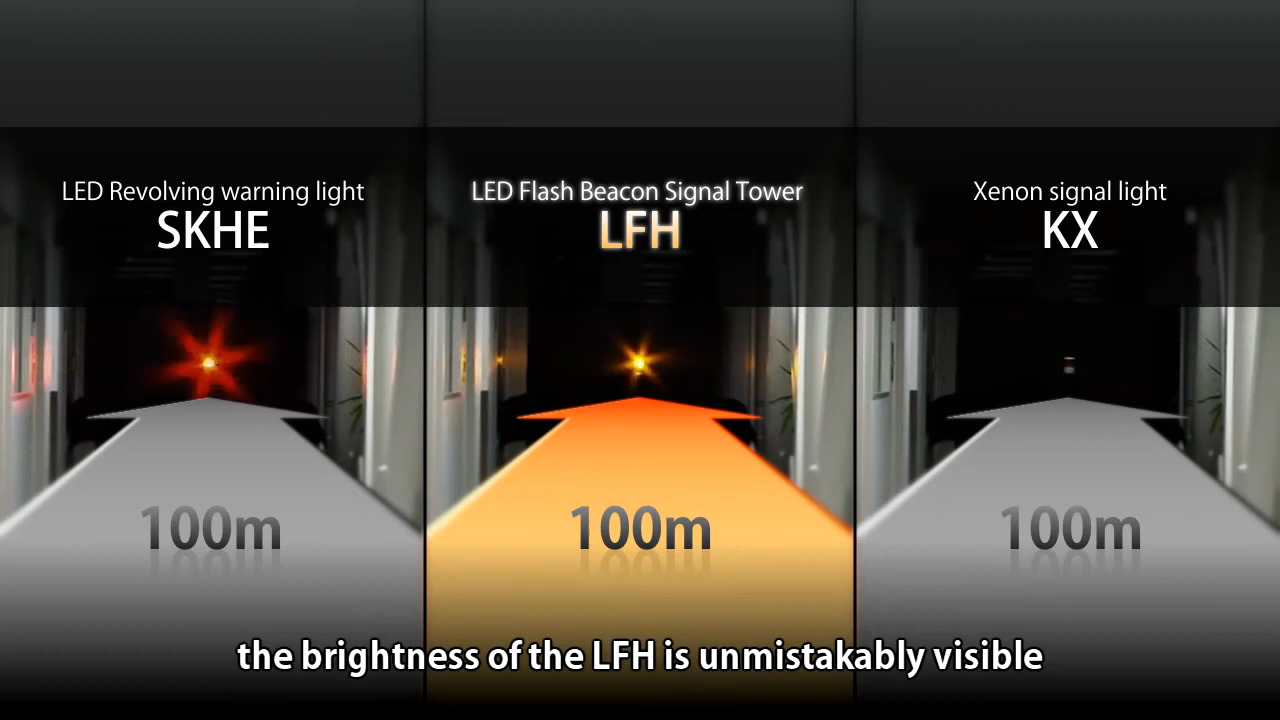 LED Revolving warning light
SKHE
LED Flash Beacon Signal Tower
LFH
Xenon signal light
KX
100m
100m
100m
the brightness of the LFH is unmistakably visible